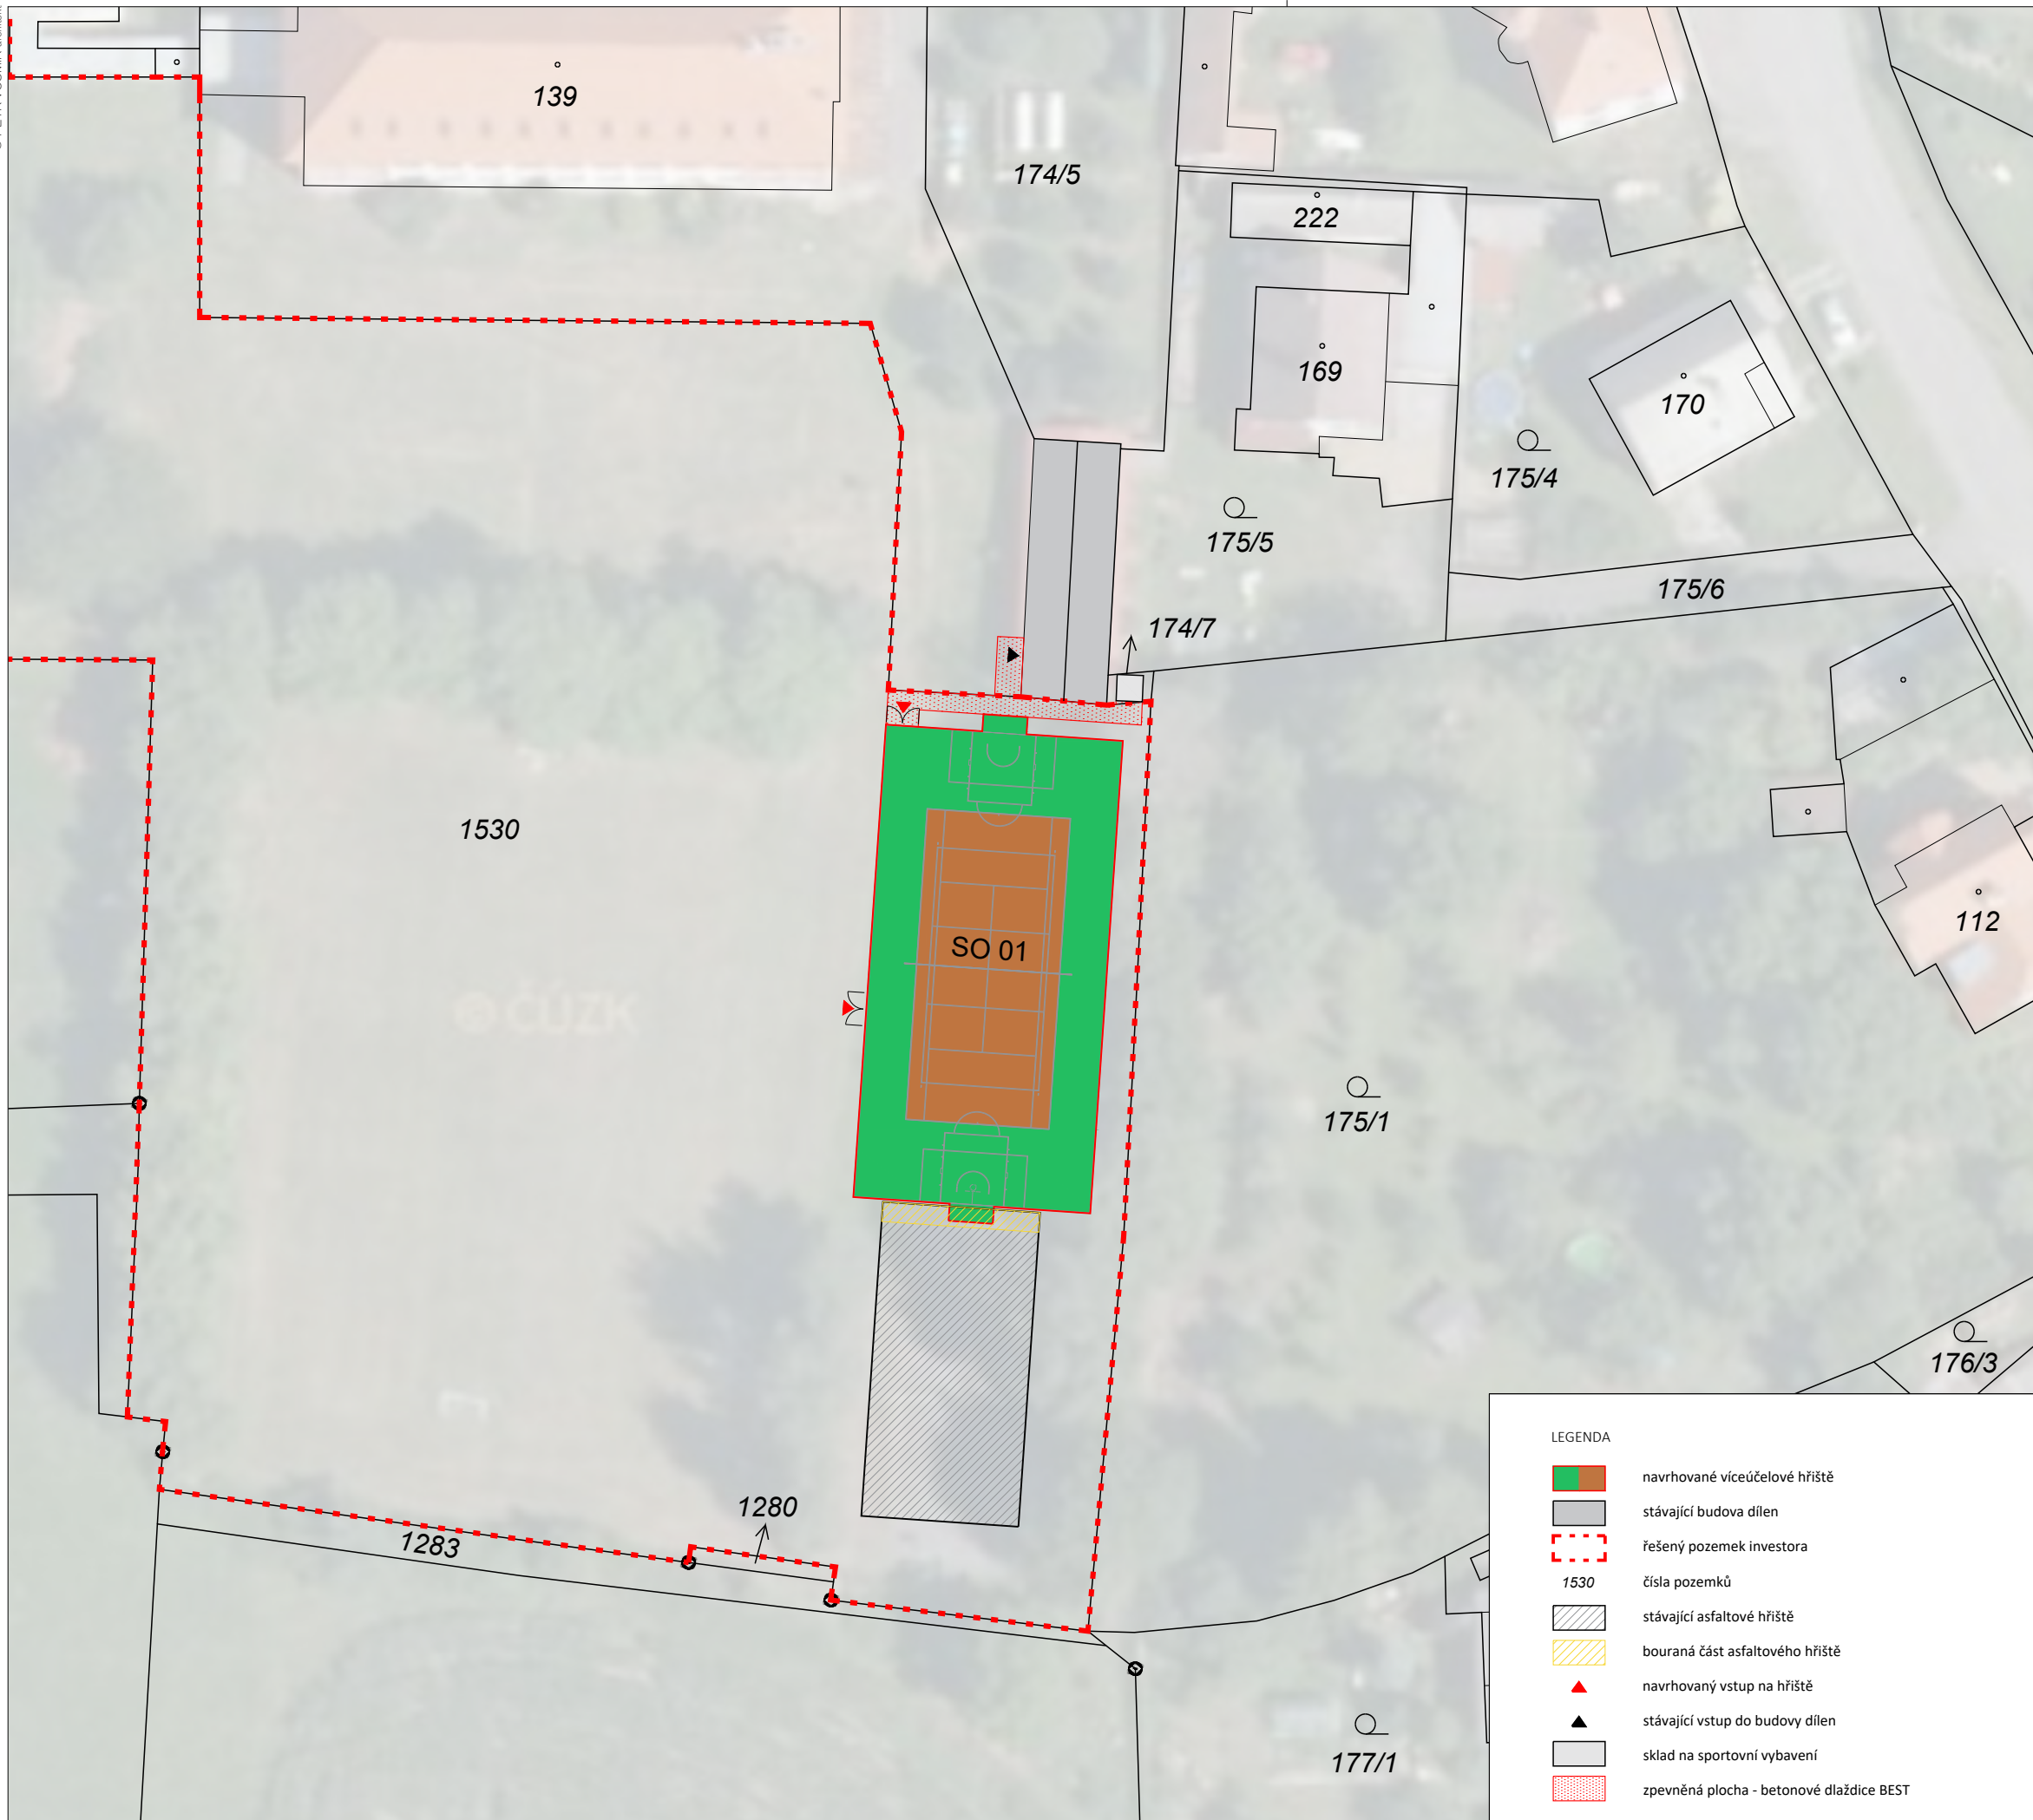 139
174/5
222
169
170
175/4
175/5
175/6
174/7
1530
SO 01
112
© ČÚZK
175/1
176/3
1280
1283
177/1
LEGENDA
navrhované víceúčelové hřiště
stávající budova dílen
řešený pozemek investora
1530 čísla pozemků
stávající asfaltové hřiště
bouraná část asfaltového hřiště
navrhovaný vstup na hřiště
stávající vstup do budovy dílen
sklad na sportovní vybavení
zpevněná plocha - betonové dlaždice BEST